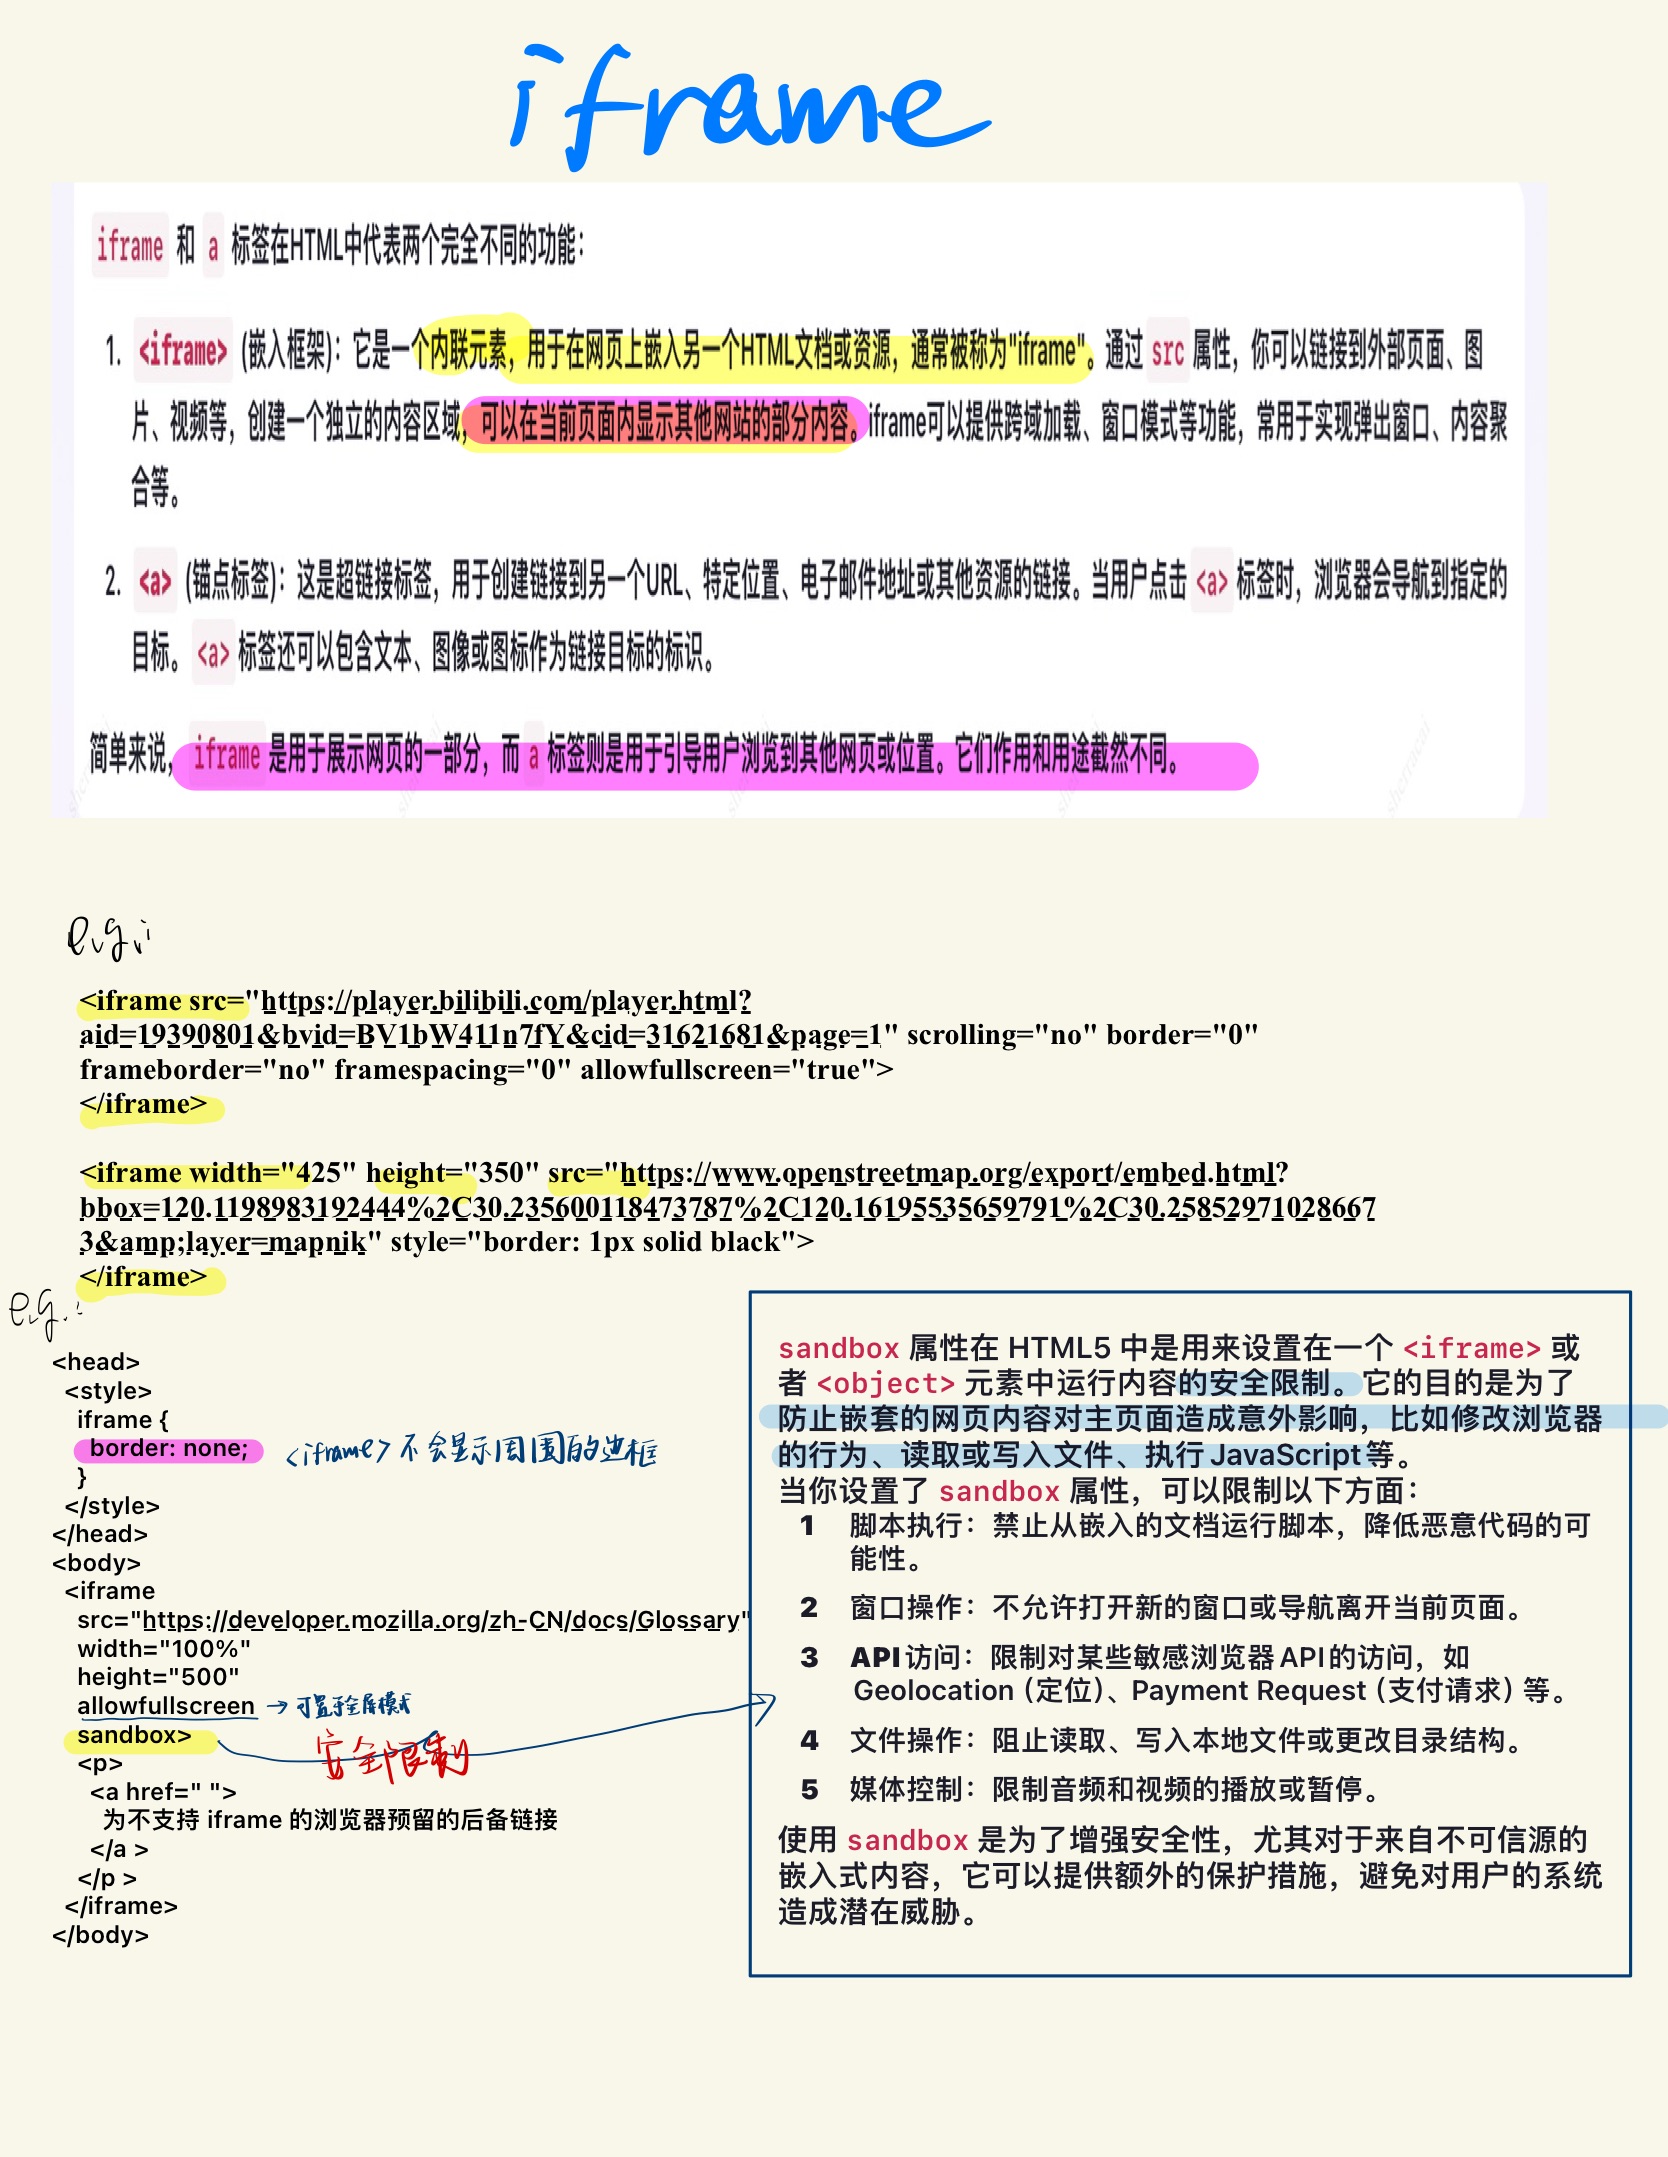 iframe
iframe 和 a 标签在HTML中代表两个完全不同的功能：
1. <iframe> (嵌入框架)：它是一个内联元素，用于在网页上嵌入另一个HTML文档或资源，通常被称为"iframe"。通过 src 属性，你可以链接到外部页面、图
片、视频等，创建一个独立的内容区域，可以在当前页面内显示其他网站的部分内容。iframe可以提供跨域加载、窗口模式等功能，常用于实现弹出窗口、内容聚
合等。
2. <a> (锚点标签)：这是超链接标签，用于创建链接到另一个URL、特定位置、电子邮件地址或其他资源的链接。当用户点击 <a> 标签时，浏览器会导航到指定的
目标。<a> 标签还可以包含文本、图像或图标作为链接目标的标识。
简单来说，iframe 是用于展示网页的一部分，而 a 标签则是用于引导用户浏览到其他网页或位置。它们作用和用途截然不同。
sherracai
e.g.:
<iframe src="https://player.bilibili.com/player.html?
aid=19390801&bvid=BV1bW411n7fY&cid=31621681&page=1" scrolling="no" border="0"
frameborder="no" framespacing="0" allowfullscreen="true">
</iframe>
<iframe width="425" height="350" src="https://www.openstreetmap.org/export/embed.html?
bbox=120.1198983192444%2C30.235600118473787%2C120.16195535659791%2C30.25852971028667
3&amp;layer=mapnik" style="border: 1px solid black">
</iframe>
e.g.:
<head>
<style>
iframe {
border: none; <iframe>不会显示周围的边框
}
</style>
</head>
<body>
<iframe
src="https://developer.mozilla.org/zh-CN/docs/Glossary"
width="100%"
height="500"
allowfullscreen → 可置于全屏模式
sandbox> 安全限制
<p>
<a href=" ">
为不支持 iframe 的浏览器预留的后备链接
</a >
</p >
</iframe>
</body>
sandbox 属性在 HTML5 中是用来设置在一个 <iframe> 或
者 <object> 元素中运行内容的安全限制。它的目的是为了
防止嵌套的网页内容对主页面造成意外影响，比如修改浏览器
的行为、读取或写入文件、执行JavaScript等。
当你设置了 sandbox 属性，可以限制以下方面：
1 脚本执行：禁止从嵌入的文档运行脚本，降低恶意代码的可
能性。
2 窗口操作：不允许打开新的窗口或导航离开当前页面。
3 API访问：限制对某些敏感浏览器API的访问，如
Geolocation（定位）、Payment Request（支付请求）等。
4 文件操作：阻止读取、写入本地文件或更改目录结构。
5 媒体控制：限制音频和视频的播放或暂停。
使用 sandbox 是为了增强安全性，尤其对于来自不可信源的
嵌入式内容，它可以提供额外的保护措施，避免对用户的系统
造成潜在威胁。